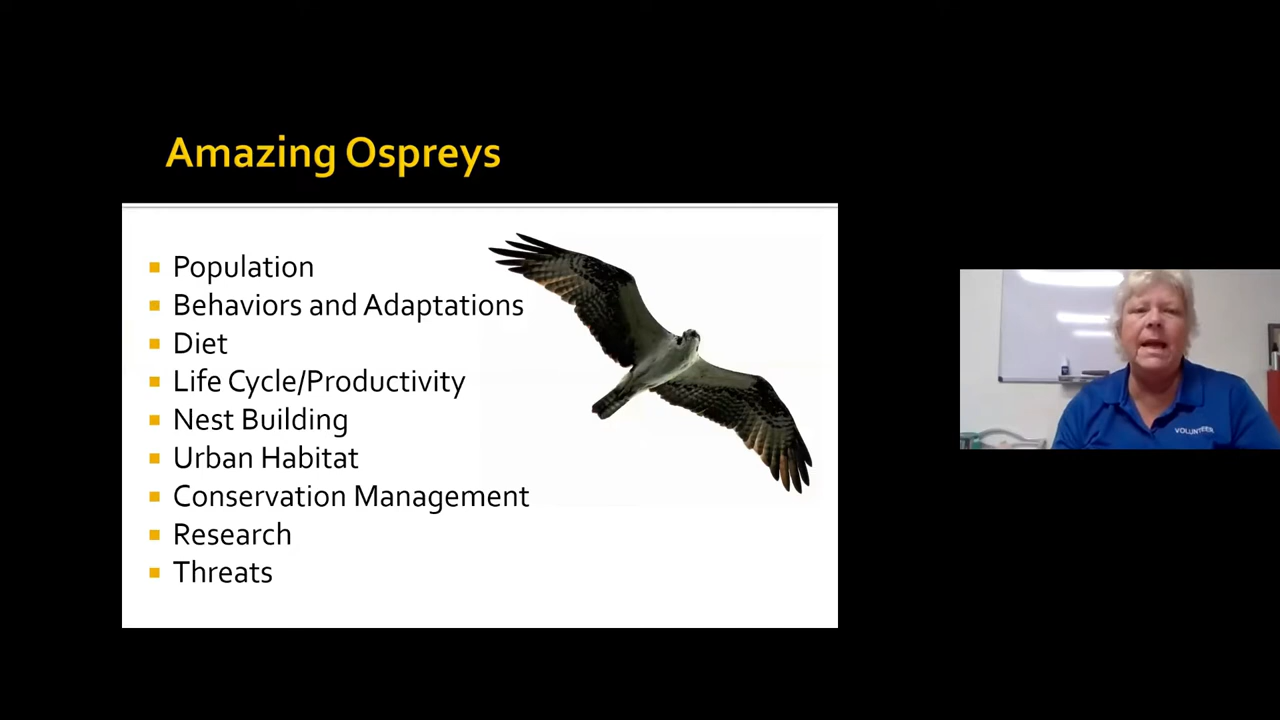 Amazing Ospreys
Population
Behaviors and Adaptations
Diet
Life Cycle/Productivity
Nest Building
Urban Habitat
Conservation Management
Research
Threats
VOLUNTEER